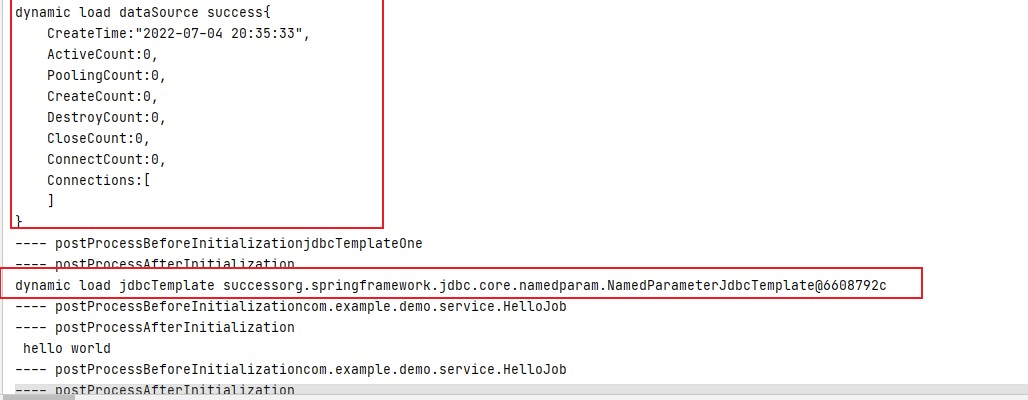 dynamic load dataSource success{
    CreateTime:"2022-07-04 20:35:33",
    ActiveCount:0,
    PoolingCount:0,
    CreateCount:0,
    DestroyCount:0,
    CloseCount:0,
    ConnectCount:0,
    Connections:[
    ]
}
---- postProcessBeforeInitializationjdbcTemplateOne
---- postProcessAfterInitialization
dynamic load jdbcTemplate successorg.springframework.jdbc.core.namedparam.NamedParameterJdbcTemplate@6608792c
---- postProcessBeforeInitializationcom.example.demo.service.HelloJob
---- postProcessAfterInitialization
 hello world
---- postProcessBeforeInitializationcom.example.demo.service.HelloJob
---- postProcessAfterInitialization